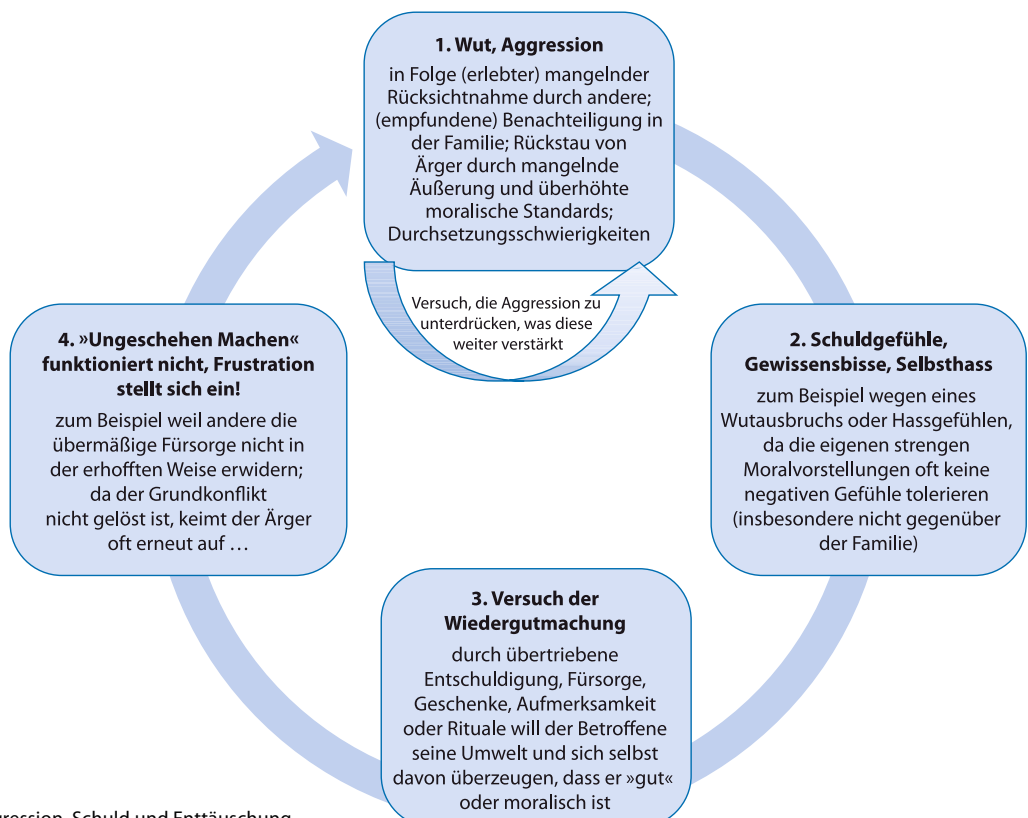 1. Wut, Aggression
in Folge (erlebter) mangelnder
Rücksichtnahme durch andere;
(empfundene) Benachteiligung in
der Familie; Rückstau von
Ärger durch mangelnde
Äußerung und überhöhte
moralische Standards;
Durchsetzungsschwierigkeiten
Versuch, die Aggression zu
unterdrücken, was diese
weiter verstärkt
2. Schuldgefühle,
Gewissensbisse, Selbsthass
zum Beispiel wegen eines
Wutausbruchs oder Hassgefühlen,
da die eigenen strengen
Moralvorstellungen oft keine
negativen Gefühle tolerieren
(insbesondere nicht gegenüber
der Familie)
3. Versuch der
Wiedergutmachung
durch übertriebene
Entschuldigung, Fürsorge,
Geschenke, Aufmerksamkeit
oder Rituale will der Betroffene
seine Umwelt und sich selbst
davon überzeugen, dass er »gut«
oder moralisch ist
4. »Ungeschehen Machen«
funktioniert nicht, Frustration
stellt sich ein!
zum Beispiel weil andere die
übermäßige Fürsorge nicht in
der erhofften Weise erwidern;
da der Grundkonflikt
nicht gelöst ist, keimt der Ärger
oft erneut auf …
Schuld und Enttäuschung